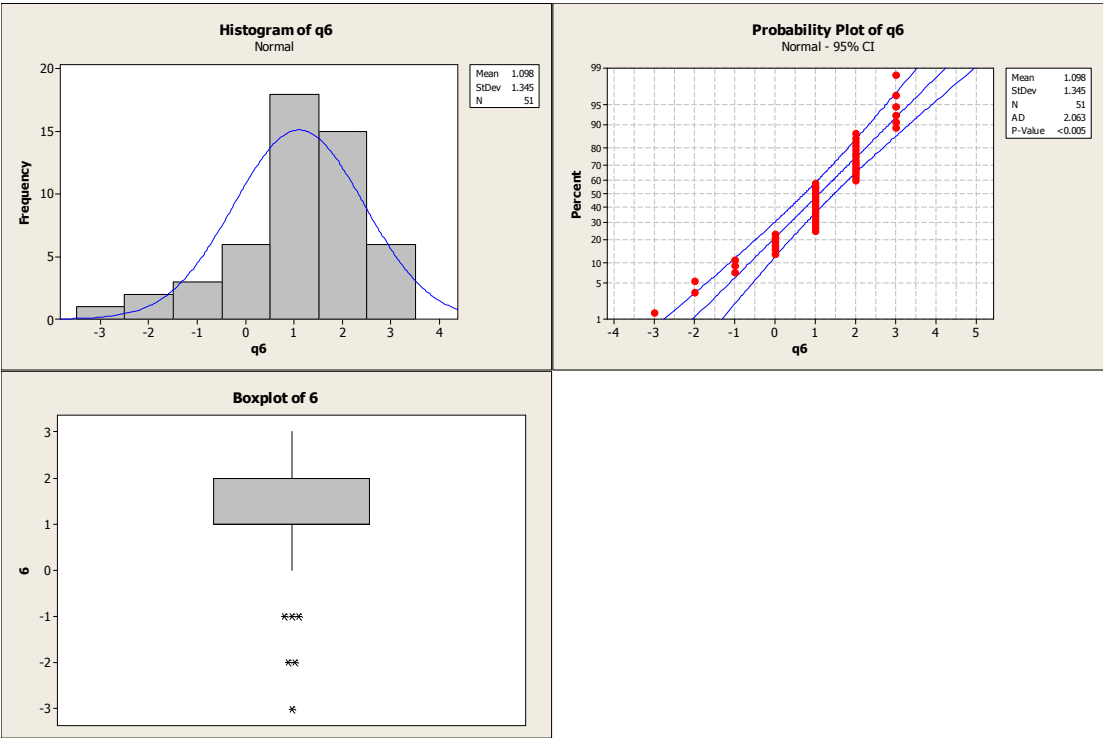 Histogram of q6
Normal
Mean 1.098
StDev 1.345
N 51
Frequency
20
15
10
5
0
-3 -2 -1 0 1 2 3 4
q6
Probability Plot of q6
Normal - 95% CI
Mean 1.098
StDev 1.345
N 51
AD 2.063
P-Value <0.005
Percent
99
95
90
80
70
60
50
40
30
20
10
5
1
-4 -3 -2 -1 0 1 2 3 4 5
q6
Boxplot of 6
6
3
2
1
0
-1
-2
-3